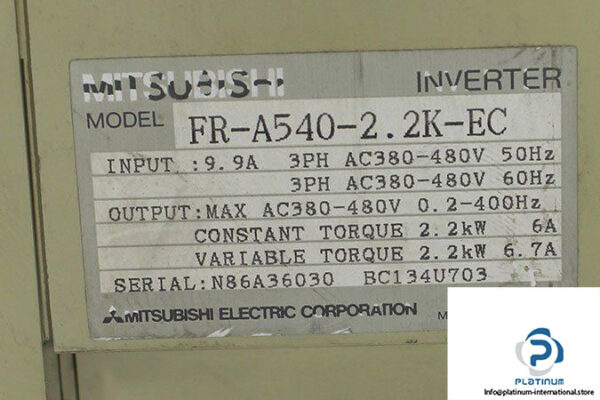 MITSUBISHI INVERTER
MODEL FR-A540-2.2K-EC
INPUT :9.9A 3PH AC380-480V 50Hz
3PH AC380-480V 60Hz
OUTPUT:MAX AC380-480V 0.2-400Hz
CONSTANT TORQUE 2.2kW 6A
VARIABLE TORQUE 2.2kW 6.7A
SERIAL:N86A36030 BC134U703
MITSUBISHI ELECTRIC CORPORATION
PLATINUM
Info@platinum-international.store